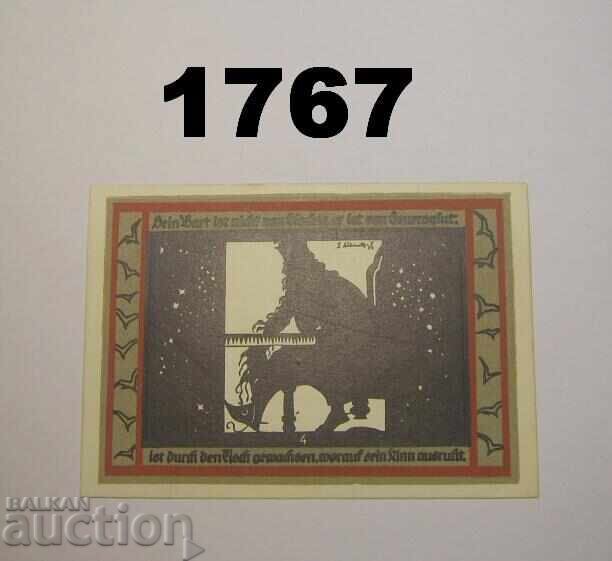 1767
Sein Bart ist nicht von Flachse, er ist von Feuersglut,
4
ist durch den Tisch gewachsen, worauf sein Kinn ausruht.
BALKAN
auction